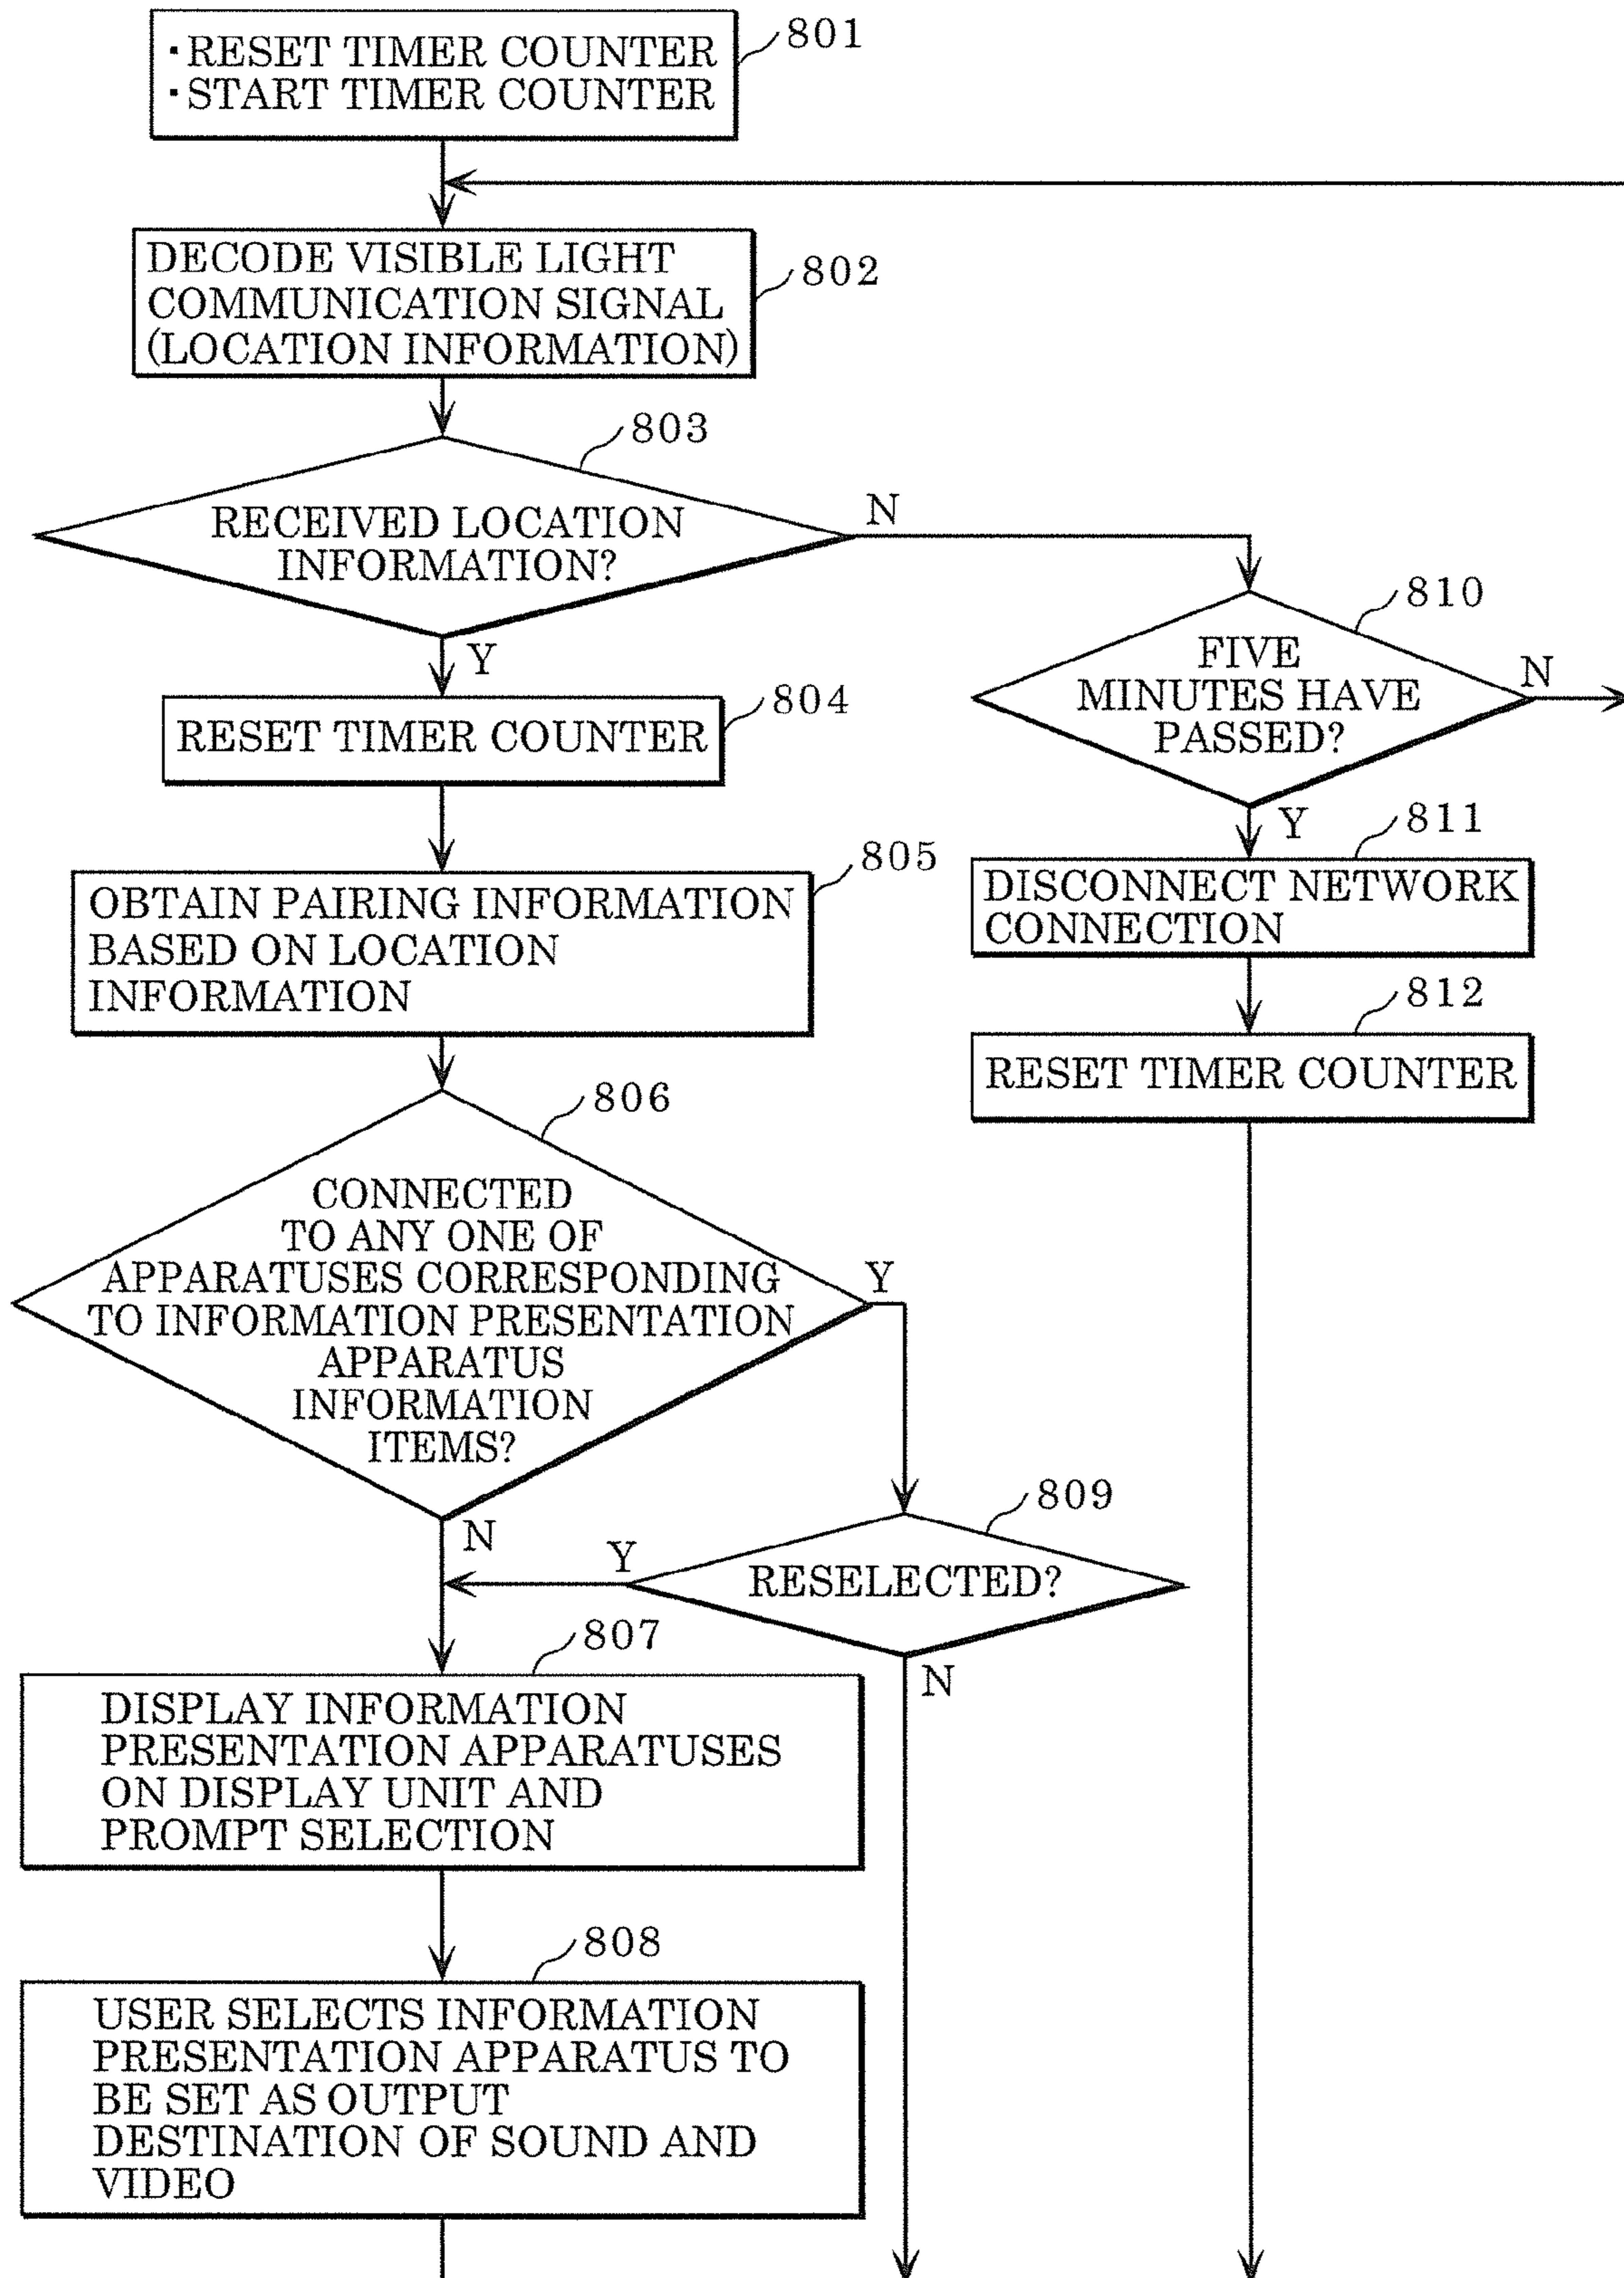 ·RESET TIMER COUNTER
·START TIMER COUNTER
801
DECODE VISIBLE LIGHT
COMMUNICATION SIGNAL
(LOCATION INFORMATION)
802
803
RECEIVED LOCATION
INFORMATION?
N
Y
810
FIVE
MINUTES HAVE
PASSED?
N
Y
804
RESET TIMER COUNTER
811
DISCONNECT NETWORK
CONNECTION
805
OBTAIN PAIRING INFORMATION
BASED ON LOCATION
INFORMATION
812
RESET TIMER COUNTER
806
CONNECTED
TO ANY ONE OF
APPARATUSES CORRESPONDING
TO INFORMATION PRESENTATION
APPARATUS
INFORMATION
ITEMS?
Y
N
809
RESELECTED?
Y
N
807
DISPLAY INFORMATION
PRESENTATION APPARATUSES
ON DISPLAY UNIT AND
PROMPT SELECTION
808
USER SELECTS INFORMATION
PRESENTATION APPARATUS TO
BE SET AS OUTPUT
DESTINATION OF SOUND AND
VIDEO